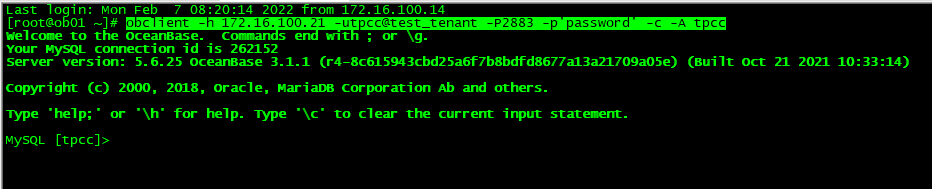 Last login: Mon Feb  7 08:20:14 2022 from 172.16.100.14
[root@ob01 ~]# obclient -h 172.16.100.21 -utpcc@test_tenant -P2883 -p'password' -c -A tpcc
Welcome to the OceanBase.  Commands end with ; or \g.
Your MySQL connection id is 262152
Server version: 5.6.25 OceanBase 3.1.1 (r4-8c615943cbd25a6f7b8bdfd8677a13a21709a05e) (Built Oct 21 2021 10:33:14)
Copyright (c) 2000, 2018, Oracle, MariaDB Corporation Ab and others.
Type 'help;' or '\h' for help. Type '\c' to clear the current input statement.
MySQL [tpcc]>